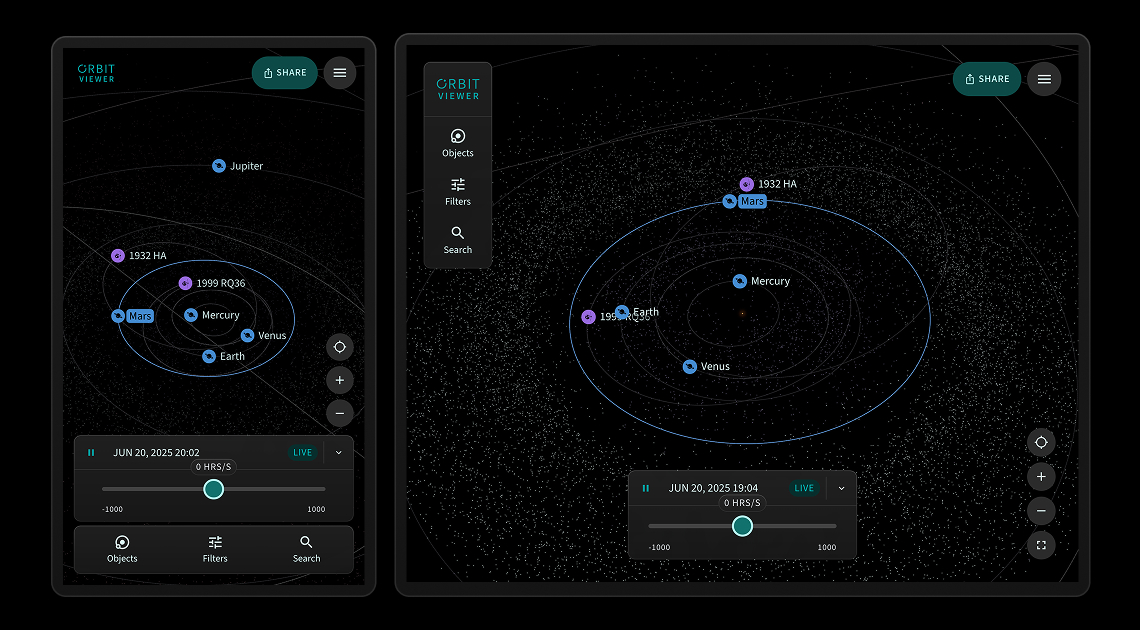 ORBIT
VIEWER
SHARE
Jupiter
1932 HA
1999 RQ36
Mars
Mercury
Venus
Earth
JUN 20, 2025 20:02
LIVE
0 HRS/S
-1000
1000
Objects
Filters
Search
ORBIT
VIEWER
SHARE
Objects
Filters
Search
1932 HA
Mars
Mercury
Earth
1999 RQ36
Venus
JUN 20, 2025 19:04
LIVE
0 HRS/S
-1000
1000